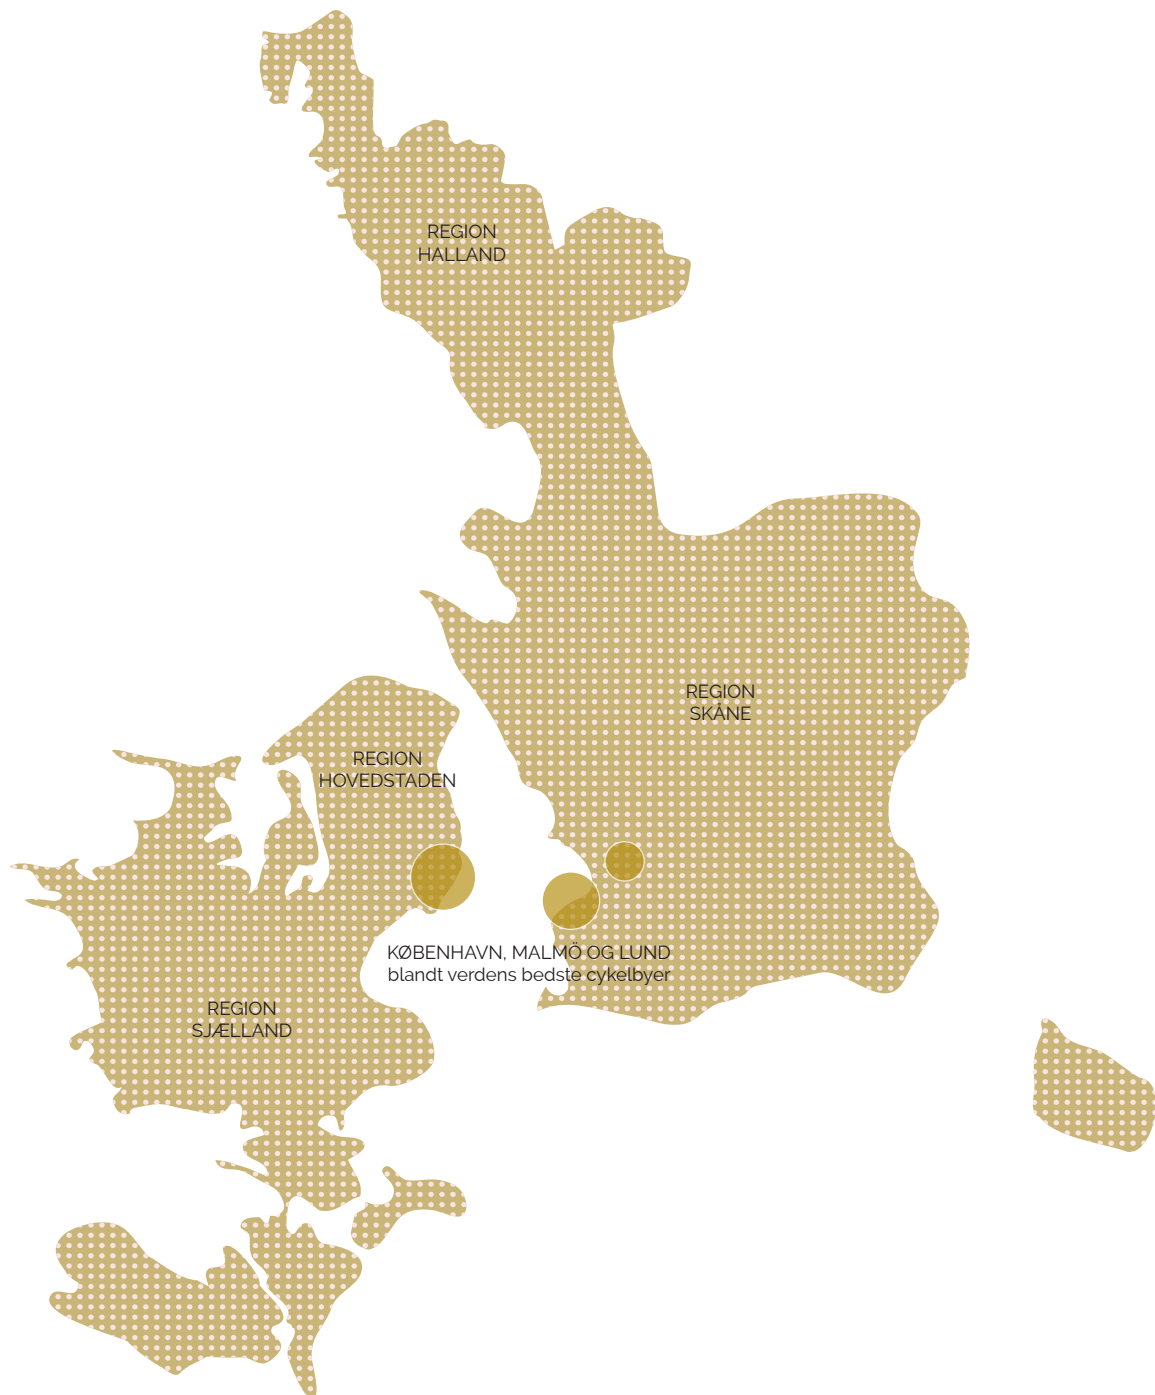 REGION
HALLAND
REGION
SKÅNE
REGION
HOVEDSTADEN
KØBENHAVN, MALMÖ OG LUND
blandt verdens bedste cykelbyer
REGION
SJÆLLAND